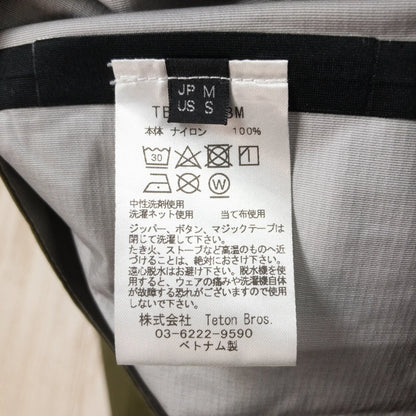 JP M
US S
本体 ナイロン 100%
30
W
中性洗剤使用
洗濯ネット使用 当て布使用
ジッパー、ボタン、マジックテープは
閉じて洗濯して下さい。
たき火、ストーブなど高温のものへ近
づけることは、絶対にお避け下さい。
遠心脱水はお避け下さい。脱水機を使
用すると、ウェアの痛みや洗濯機自体
が故障する恐れがございますので使用
しないで下さい。
株式会社 Teton Bros.
03-6222-9590
ベトナム製